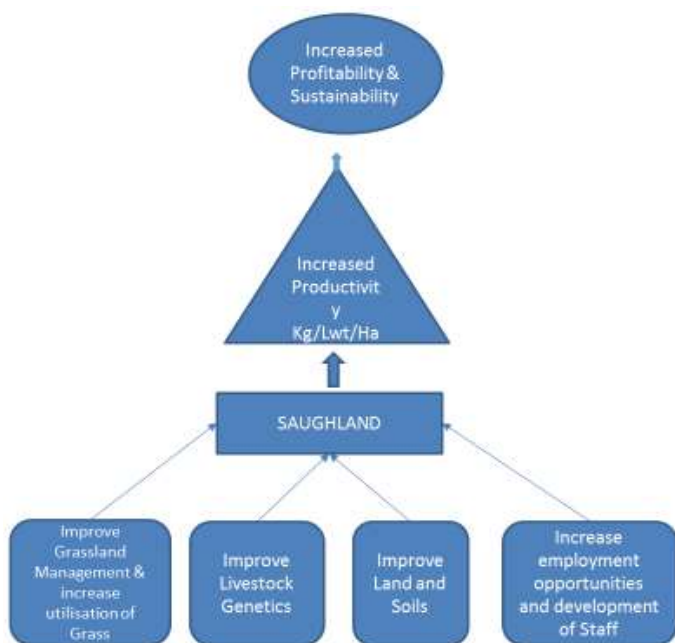 Increased
Profitability &
Sustainability
Increased
Productivit
y
Kg/Lwt/Ha
SAUGHLAND
Improve
Grassland
Management &
increase
utilisation of
Grass
Improve
Livestock
Genetics
Improve
Land and
Soils
Increase
employment
opportunities
and development
of Staff